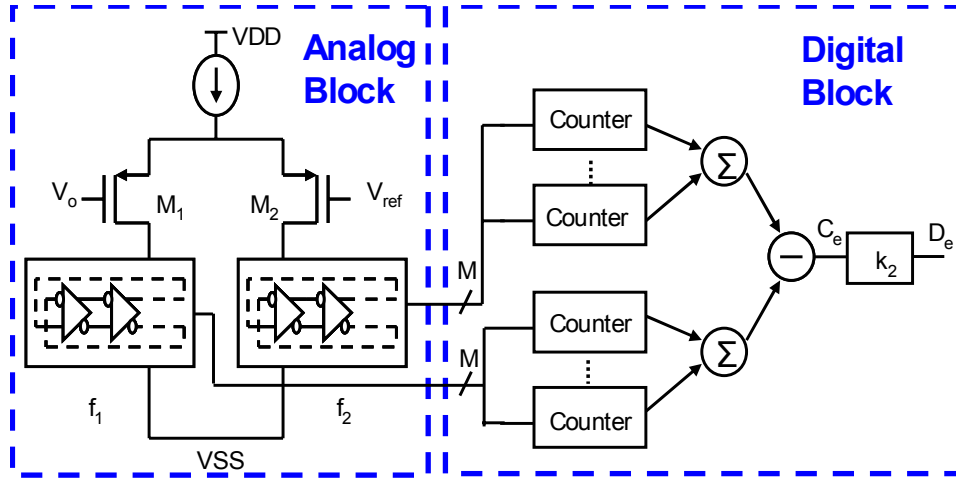 VDD
Analog
Block
Digital
Block
V_o
M_1
M_2
V_ref
f_1
f_2
VSS
M
M
Counter
Counter
Σ
Counter
Counter
Σ
−
C_e
k_2
D_e